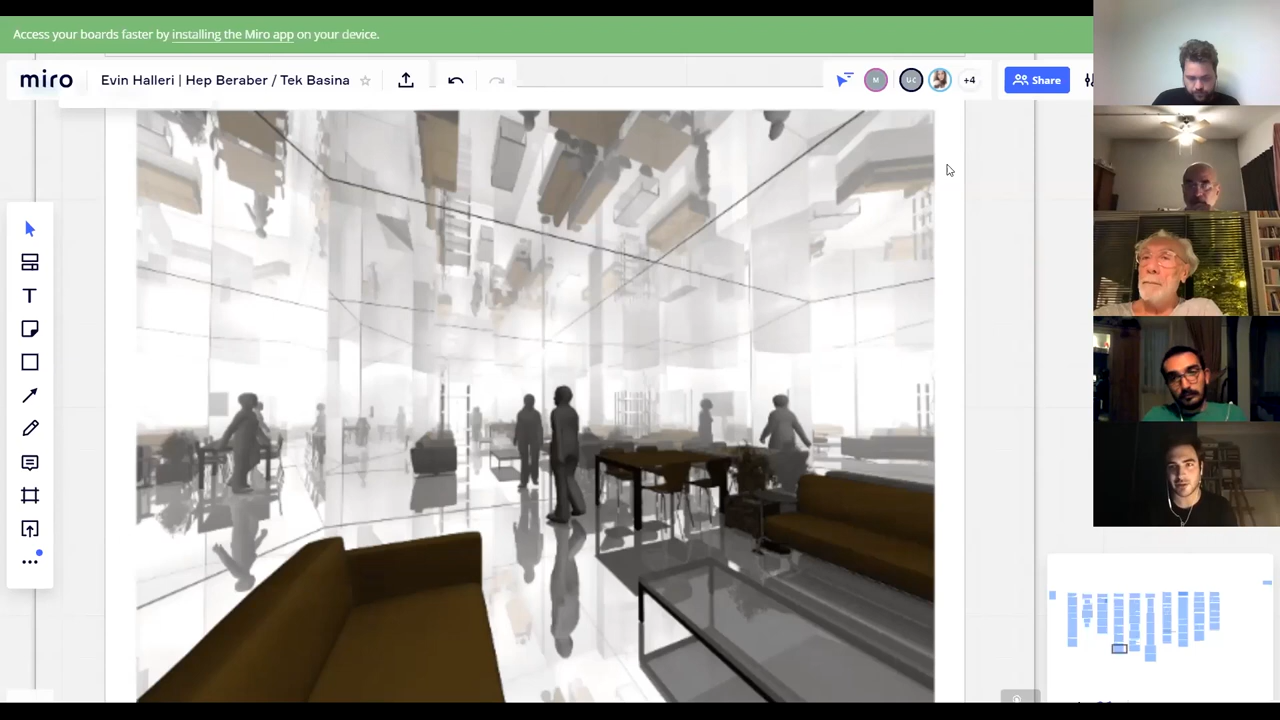 Access your boards faster by installing the Miro app on your device.
miro
Evin Halleri | Hep Beraber / Tek Basina
M
UC
+4
Share
T